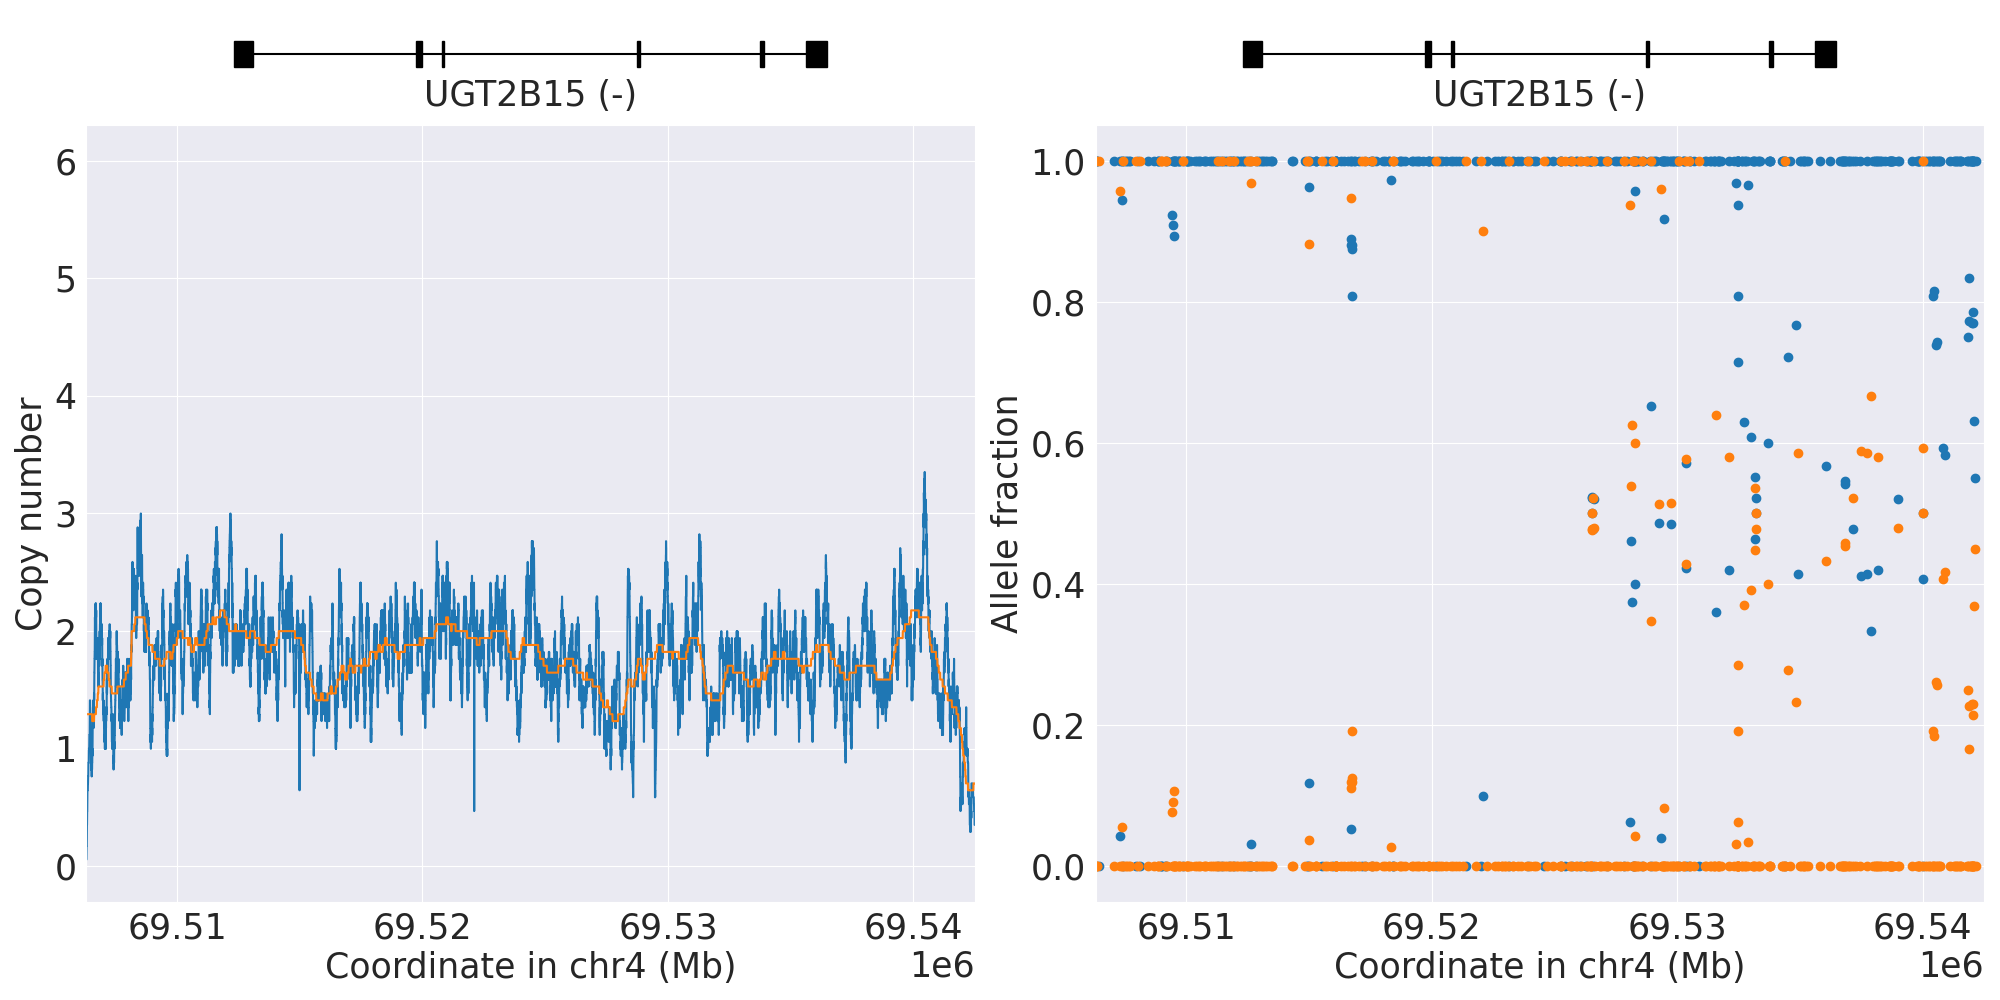 UGT2B15 (-)
6
5
4
3
2
1
0
Copy number
69.51 69.52 69.53 69.54
Coordinate in chr4 (Mb)
1e6
UGT2B15 (-)
1.0
0.8
0.6
0.4
0.2
0.0
Allele fraction
69.51 69.52 69.53 69.54
Coordinate in chr4 (Mb)
1e6